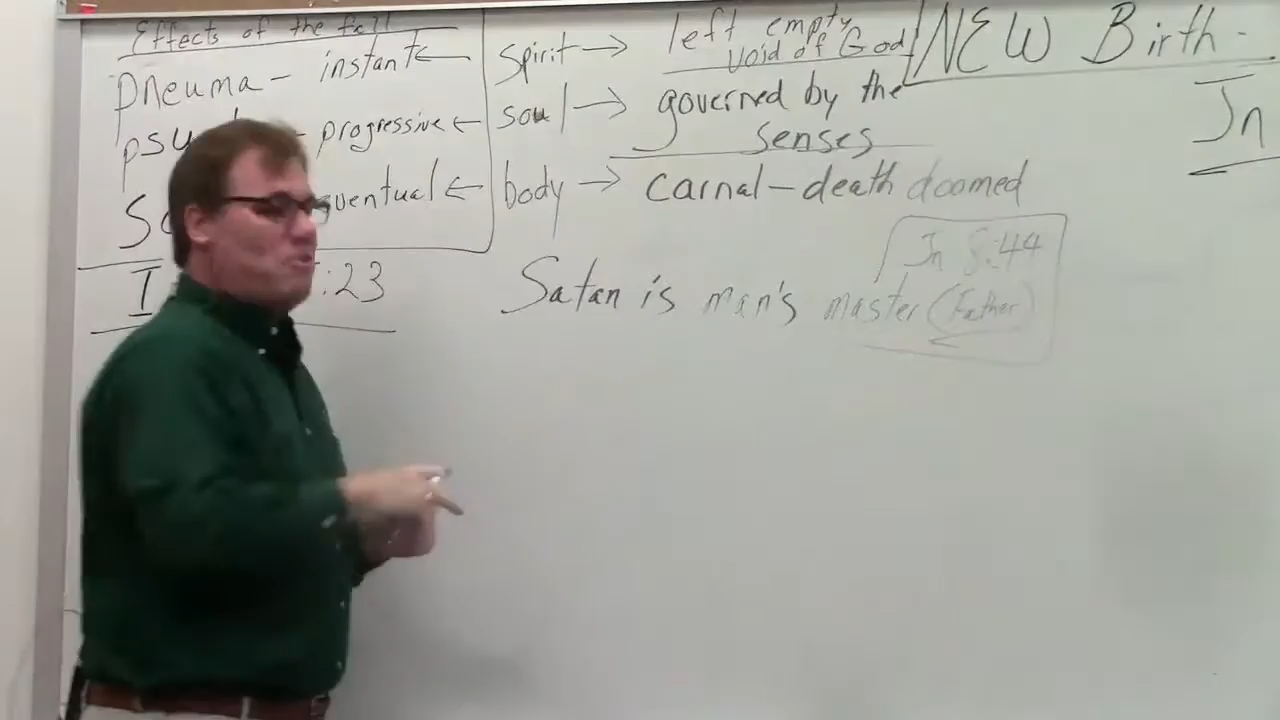 Effects of the fall
pneuma - instant ← spirit → left empty void of God
NEW Birth -
progressive ← soul → governed by the senses
Jn
eventual ← body → carnal - death doomed
I :23
Jn 8:44
Satan is man's master (Father)